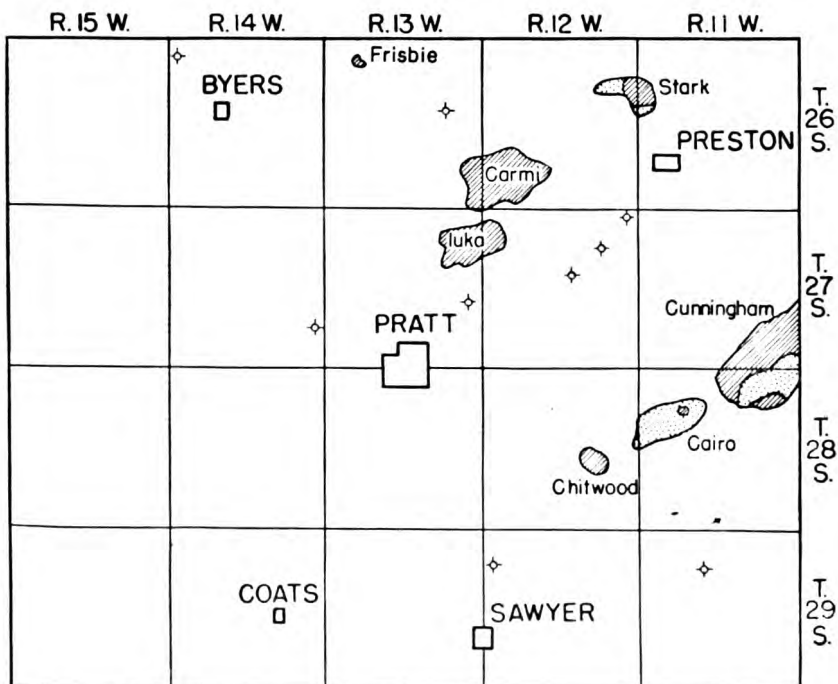 R.15 W. R.14 W. R.13 W. R.12 W. R.11 W.
Frisbie
BYERS
Stark
T.
26
S.
PRESTON
Carmi
Iuka
T.
27
S.
Cunningham
PRATT
T.
28
S.
Cairo
Chitwood
COATS
SAWYER
T.
29
S.